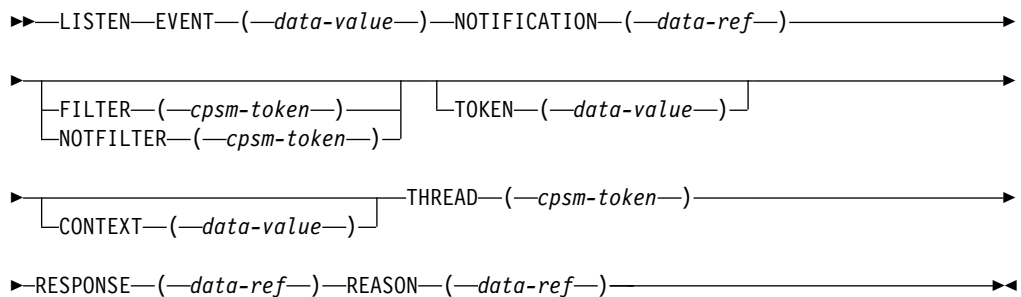 LISTEN EVENT ( data-value ) NOTIFICATION ( data-ref )
FILTER ( cpsm-token ) TOKEN ( data-value )
NOTFILTER ( cpsm-token )
THREAD ( cpsm-token )
CONTEXT ( data-value )
RESPONSE ( data-ref ) REASON ( data-ref )